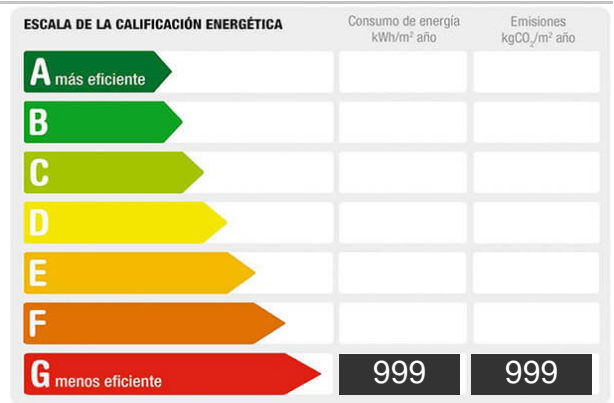 ESCALA DE LA CALIFICACIÓN ENERGÉTICA
Consumo de energía
kWh/m² año
Emisiones
kgCO₂/m² año
A más eficiente
B
C
D
E
F
G menos eficiente
999
999